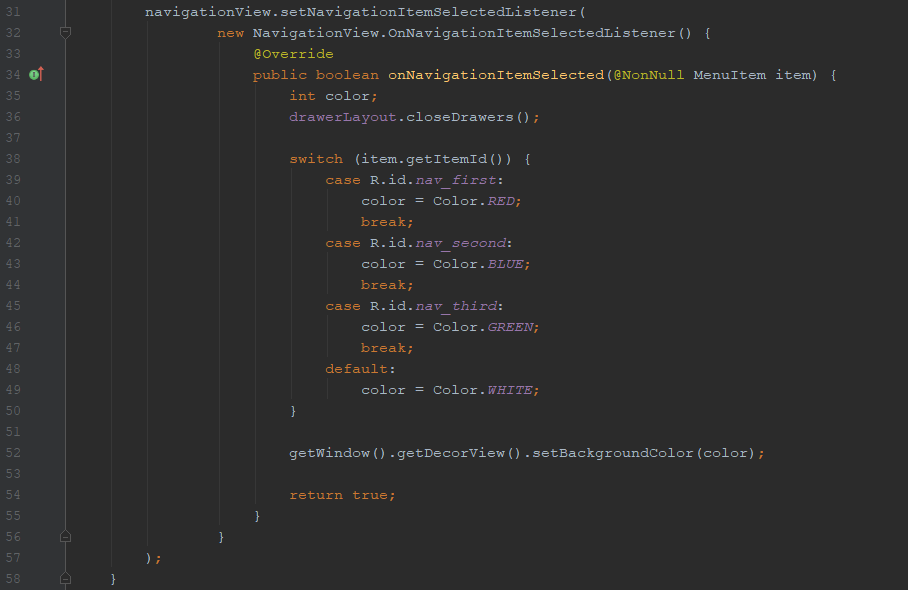 31 navigationView.setNavigationItemSelectedListener(
32 new NavigationView.OnNavigationItemSelectedListener() {
33 @Override
34 public boolean onNavigationItemSelected(@NonNull MenuItem item) {
35 int color;
36 drawerLayout.closeDrawers();
37
38 switch (item.getItemId()) {
39 case R.id.nav_first:
40 color = Color.RED;
41 break;
42 case R.id.nav_second:
43 color = Color.BLUE;
44 break;
45 case R.id.nav_third:
46 color = Color.GREEN;
47 break;
48 default:
49 color = Color.WHITE;
50 }
51
52 getWindow().getDecorView().setBackgroundColor(color);
53
54 return true;
55 }
56 }
57 );
58 }